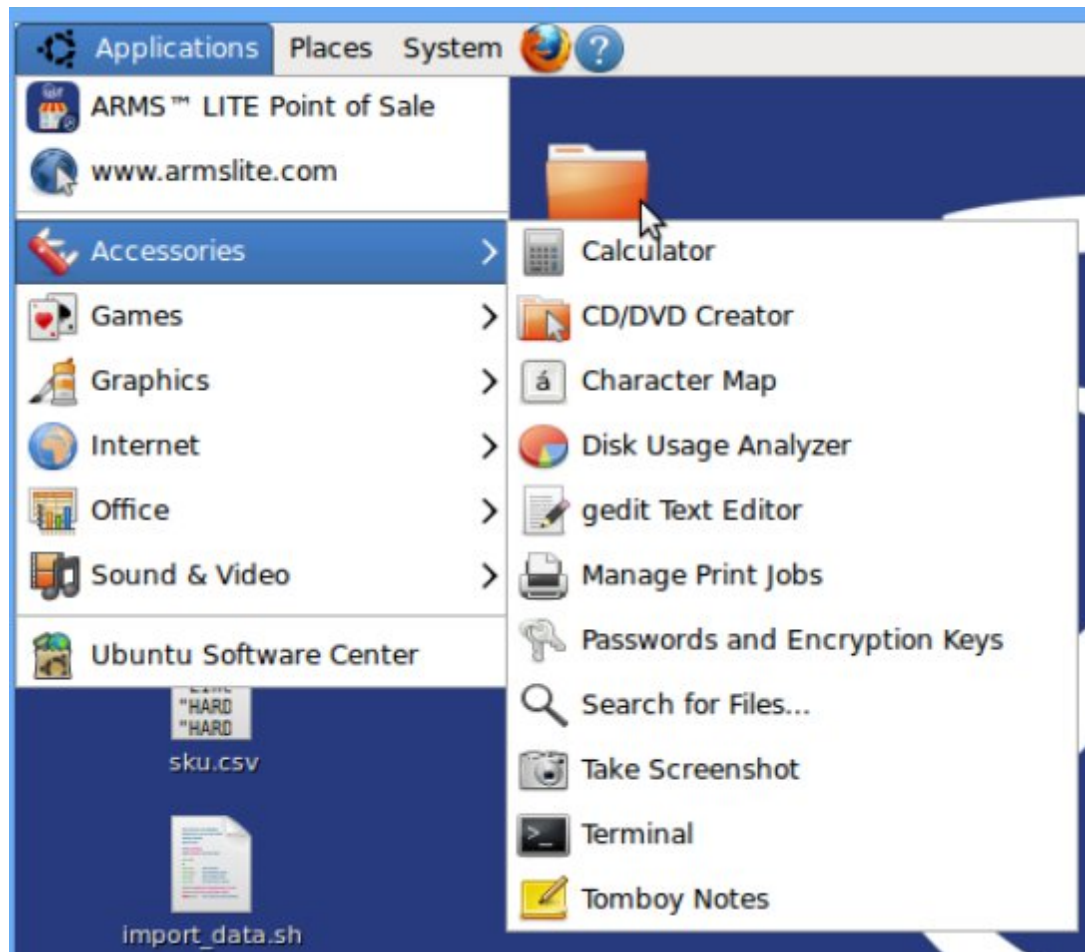 Applications Places System
ARMS™ LITE Point of Sale
www.armslite.com
Accessories
Games
Graphics
Internet
Office
Sound & Video
Ubuntu Software Center
Calculator
CD/DVD Creator
á Character Map
Disk Usage Analyzer
gedit Text Editor
Manage Print Jobs
Passwords and Encryption Keys
Search for Files...
Take Screenshot
Terminal
Tomboy Notes
"HARD
"HARD
sku.csv
import_data.sh